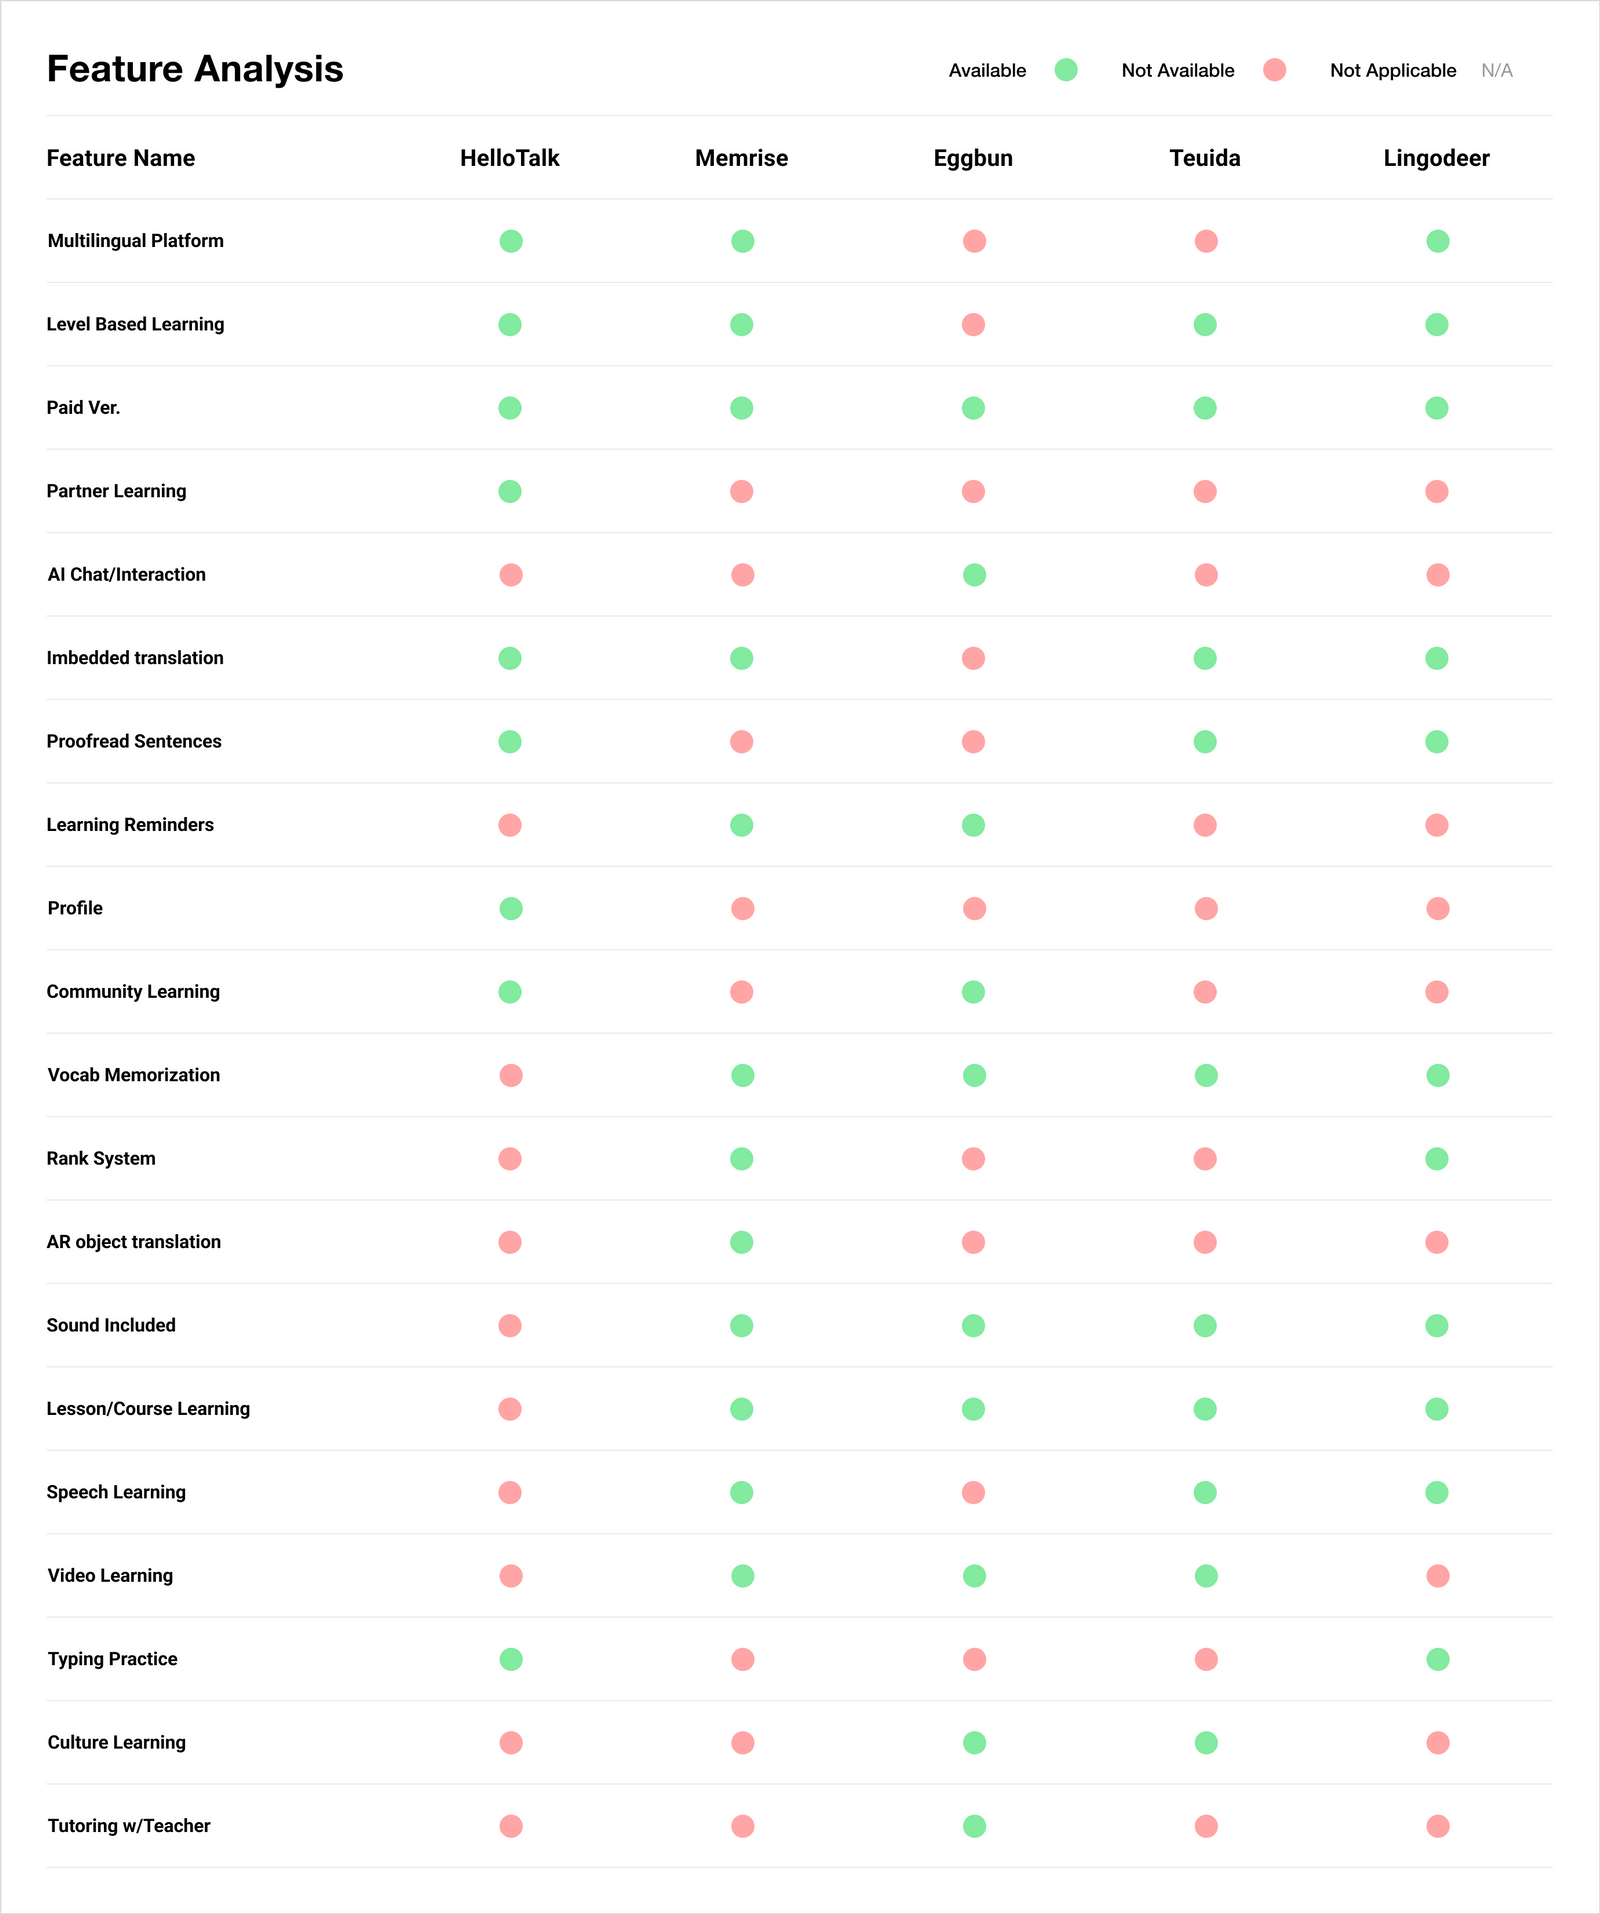 Feature Analysis
Available Not Available Not Applicable N/A
Feature Name HelloTalk Memrise Eggbun Teuida Lingodeer
Multilingual Platform
Level Based Learning
Paid Ver.
Partner Learning
AI Chat/Interaction
Imbedded translation
Proofread Sentences
Learning Reminders
Profile
Community Learning
Vocab Memorization
Rank System
AR object translation
Sound Included
Lesson/Course Learning
Speech Learning
Video Learning
Typing Practice
Culture Learning
Tutoring w/Teacher